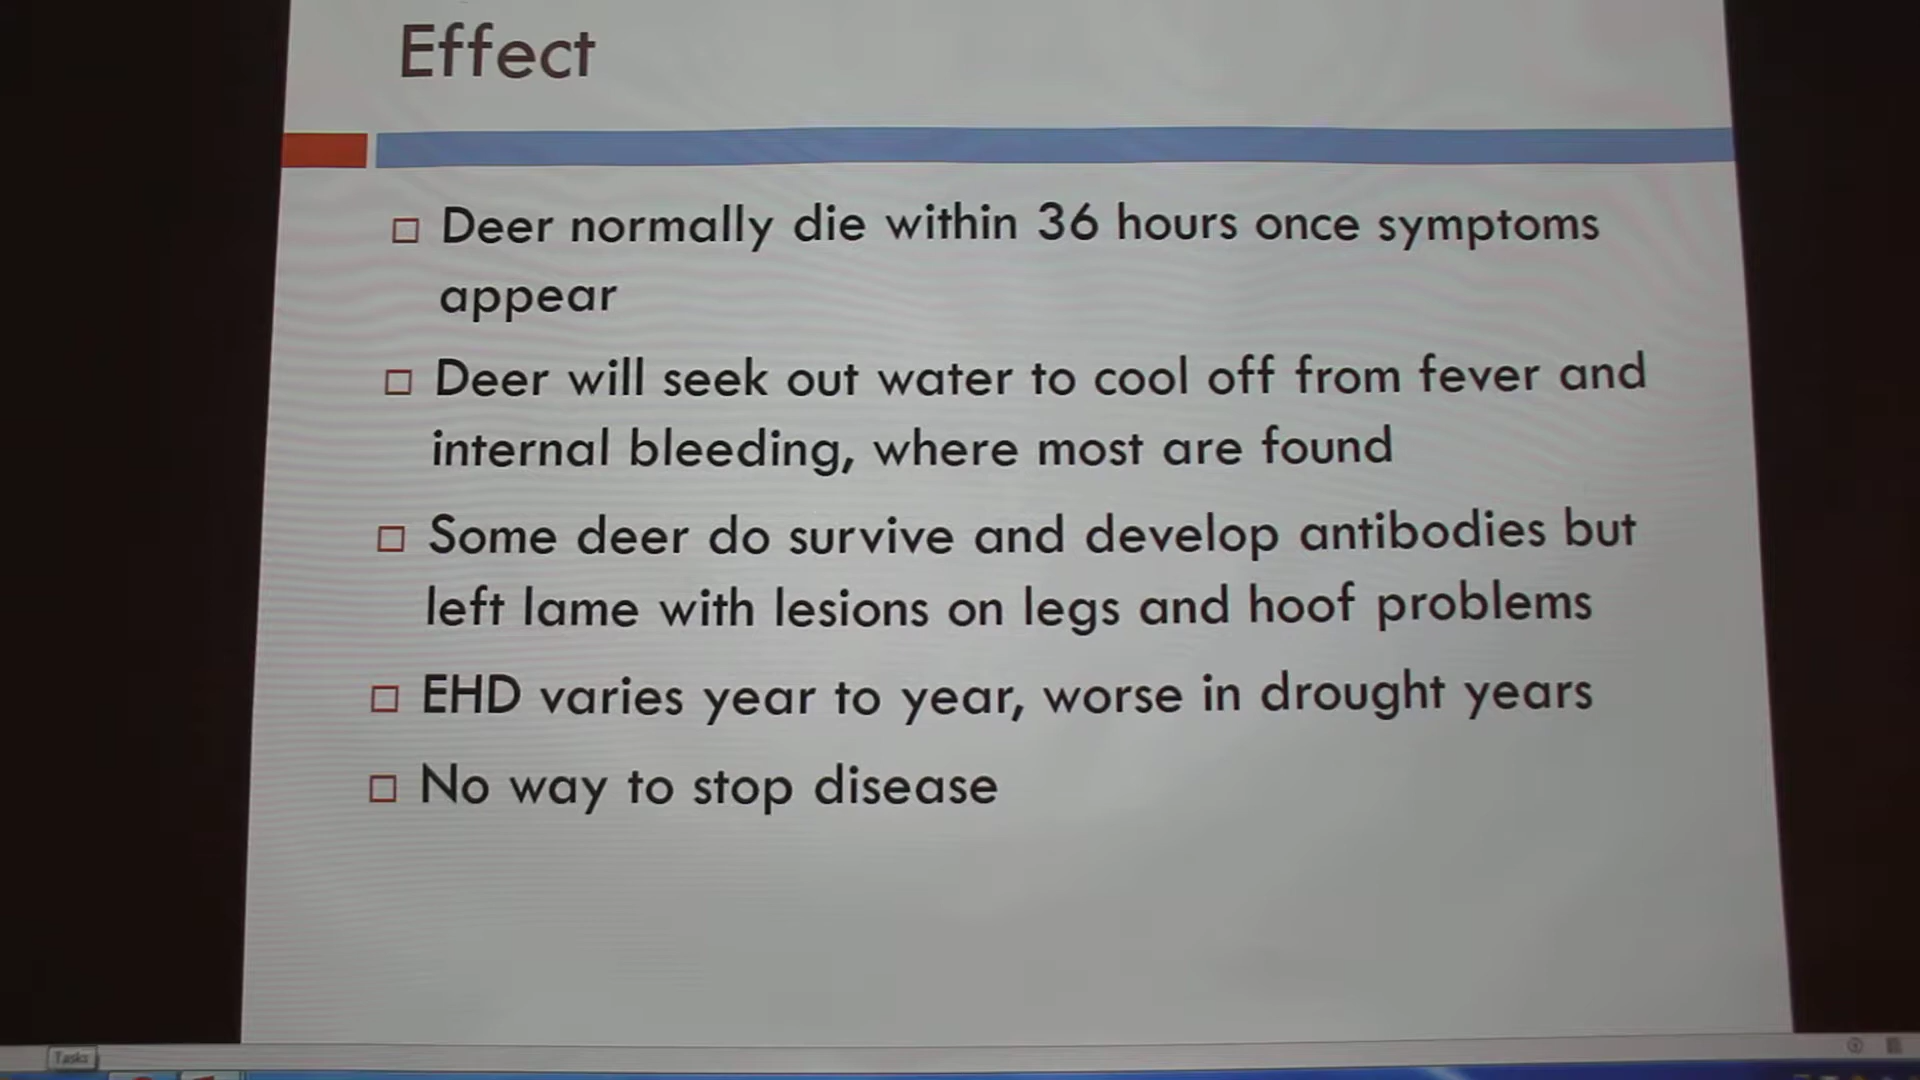 Effect
Deer normally die within 36 hours once symptoms
appear
Deer will seek out water to cool off from fever and
internal bleeding, where most are found
Some deer do survive and develop antibodies but
left lame with lesions on legs and hoof problems
EHD varies year to year, worse in drought years
No way to stop disease
Tasks